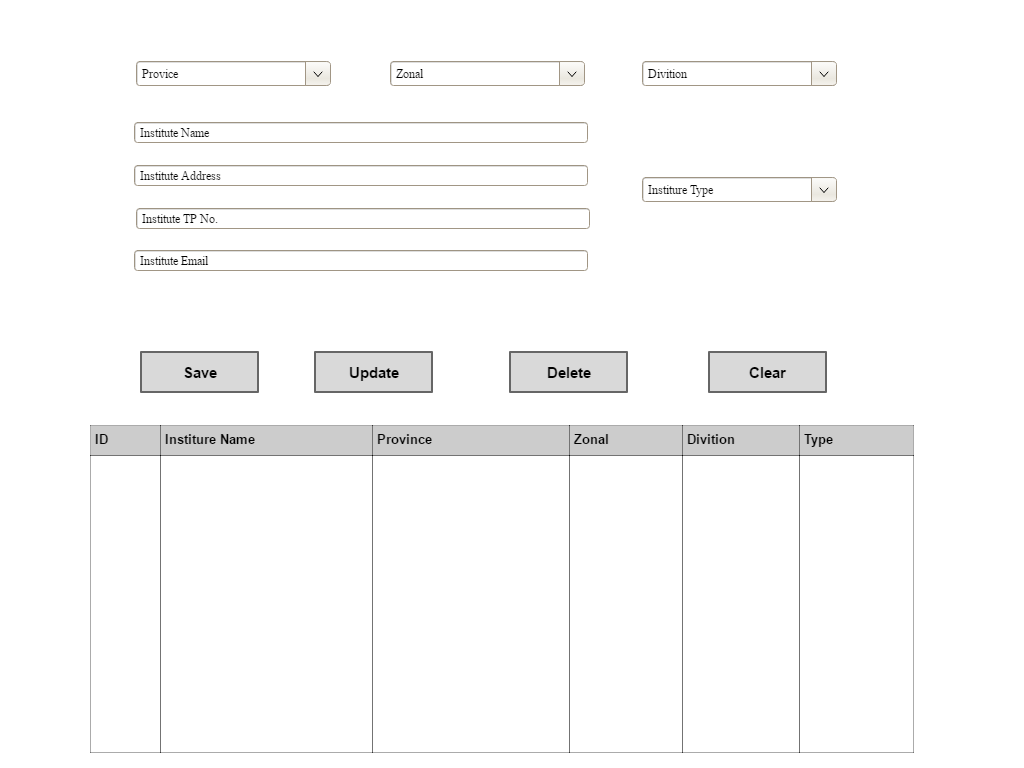 Provice
Zonal
Divition
Institute Name
Institute Address
Institure Type
Institute TP No.
Institute Email
Save
Update
Delete
Clear
ID
Institure Name
Province
Zonal
Divition
Type